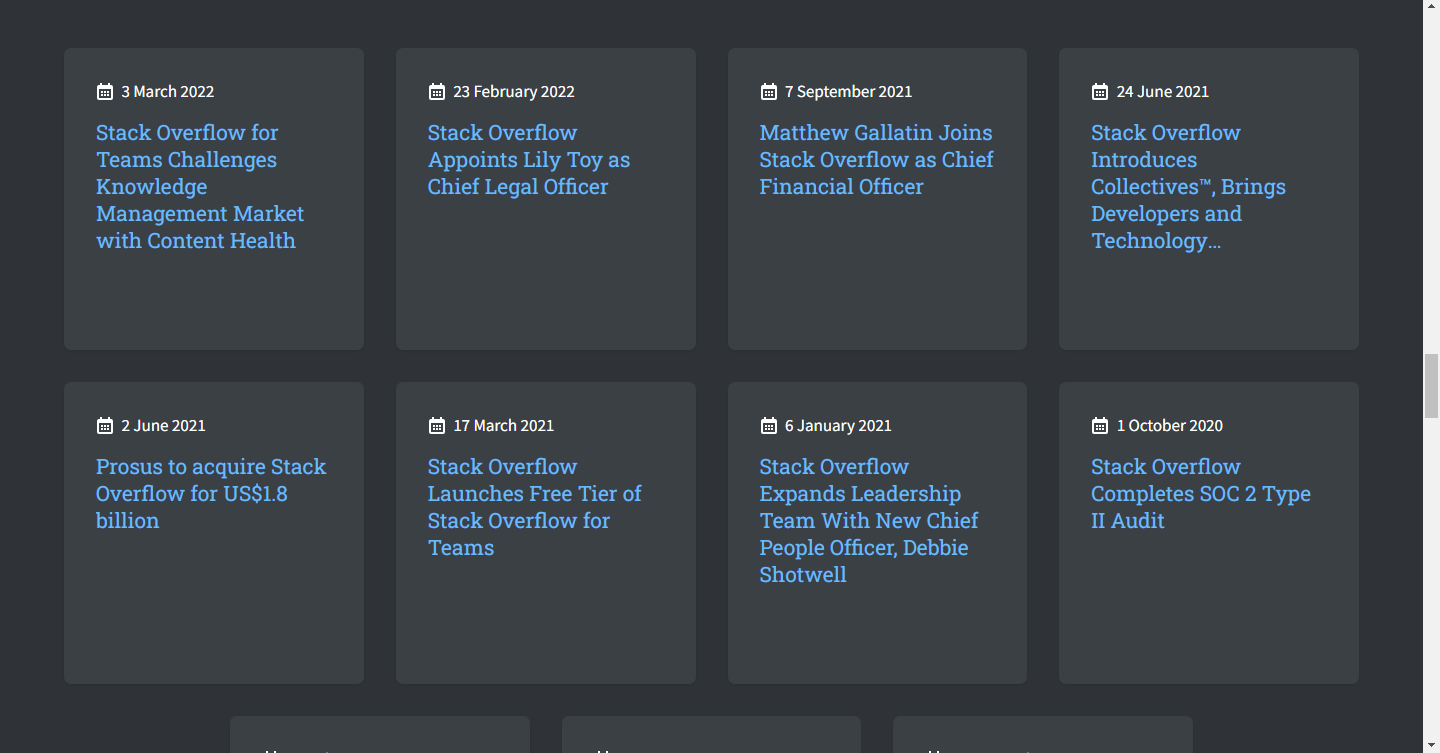 3 March 2022
Stack Overflow for
Teams Challenges
Knowledge
Management Market
with Content Health
23 February 2022
Stack Overflow
Appoints Lily Toy as
Chief Legal Officer
7 September 2021
Matthew Gallatin Joins
Stack Overflow as Chief
Financial Officer
24 June 2021
Stack Overflow
Introduces
Collectives™, Brings
Developers and
Technology...
2 June 2021
Prosus to acquire Stack
Overflow for US$1.8
billion
17 March 2021
Stack Overflow
Launches Free Tier of
Stack Overflow for
Teams
6 January 2021
Stack Overflow
Expands Leadership
Team With New Chief
People Officer, Debbie
Shotwell
1 October 2020
Stack Overflow
Completes SOC 2 Type
II Audit